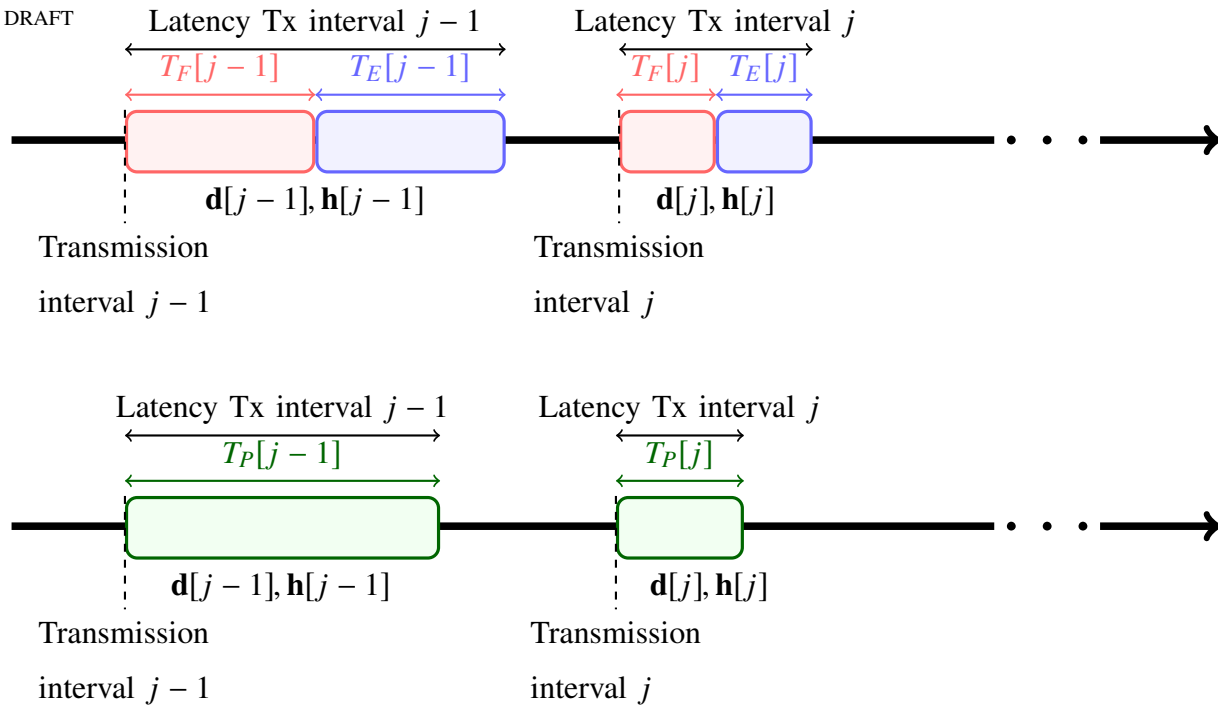 DRAFT
Latency Tx interval j − 1
Latency Tx interval j
T_F[j − 1]
T_E[j − 1]
T_F[j]
T_E[j]
d[j − 1], h[j − 1]
d[j], h[j]
Transmission
interval j − 1
Transmission
interval j
Latency Tx interval j − 1
Latency Tx interval j
T_P[j − 1]
T_P[j]
d[j − 1], h[j − 1]
d[j], h[j]
Transmission
interval j − 1
Transmission
interval j